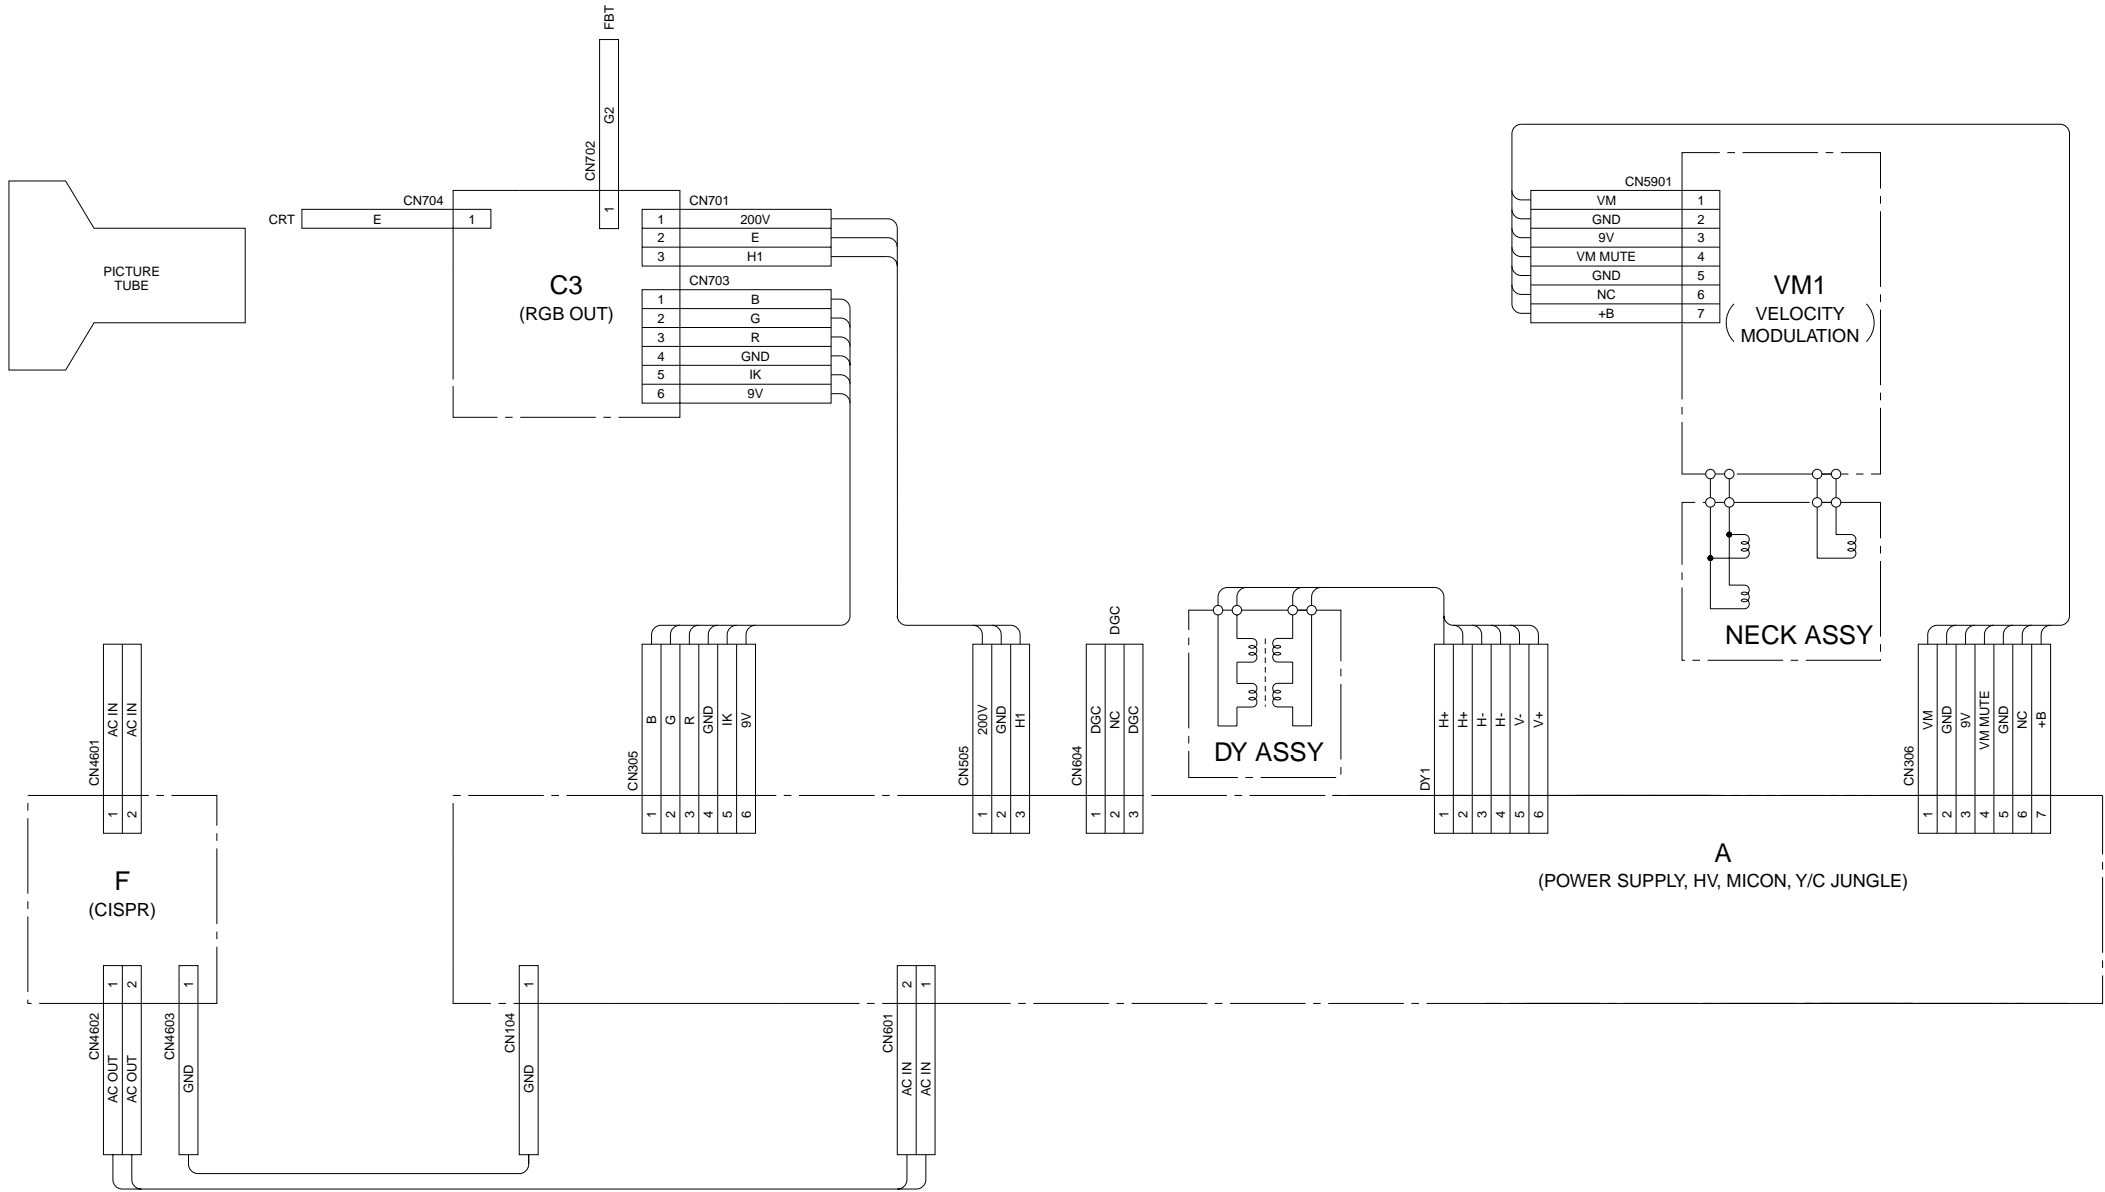 FBT
G2
CN702
1
CN704
CRT
E
1
PICTURE
TUBE
C3
(RGB OUT)
CN701
1 200V
2 E
3 H1
CN703
1 B
2 G
3 R
4 GND
5 IK
6 9V
CN5901
VM 1
GND 2
9V 3
VM MUTE 4
GND 5
NC 6
+B 7
VM1
( VELOCITY
MODULATION )
NECK ASSY
CN4601
AC IN
AC IN
1
2
F
(CISPR)
CN305
B
G
R
GND
IK
9V
1
2
3
4
5
6
CN505
200V
GND
H1
1
2
3
DGC
CN604
DGC
NC
DGC
1
2
3
DY ASSY
DY1
H+
H+
H-
H-
V-
V+
1
2
3
4
5
6
CN306
VM
GND
9V
VM MUTE
GND
NC
+B
1
2
3
4
5
6
7
A
(POWER SUPPLY, HV, MICON, Y/C JUNGLE)
1
2
CN4602
AC OUT
AC OUT
1
CN4603
GND
1
CN104
GND
2
1
CN601
AC IN
AC IN